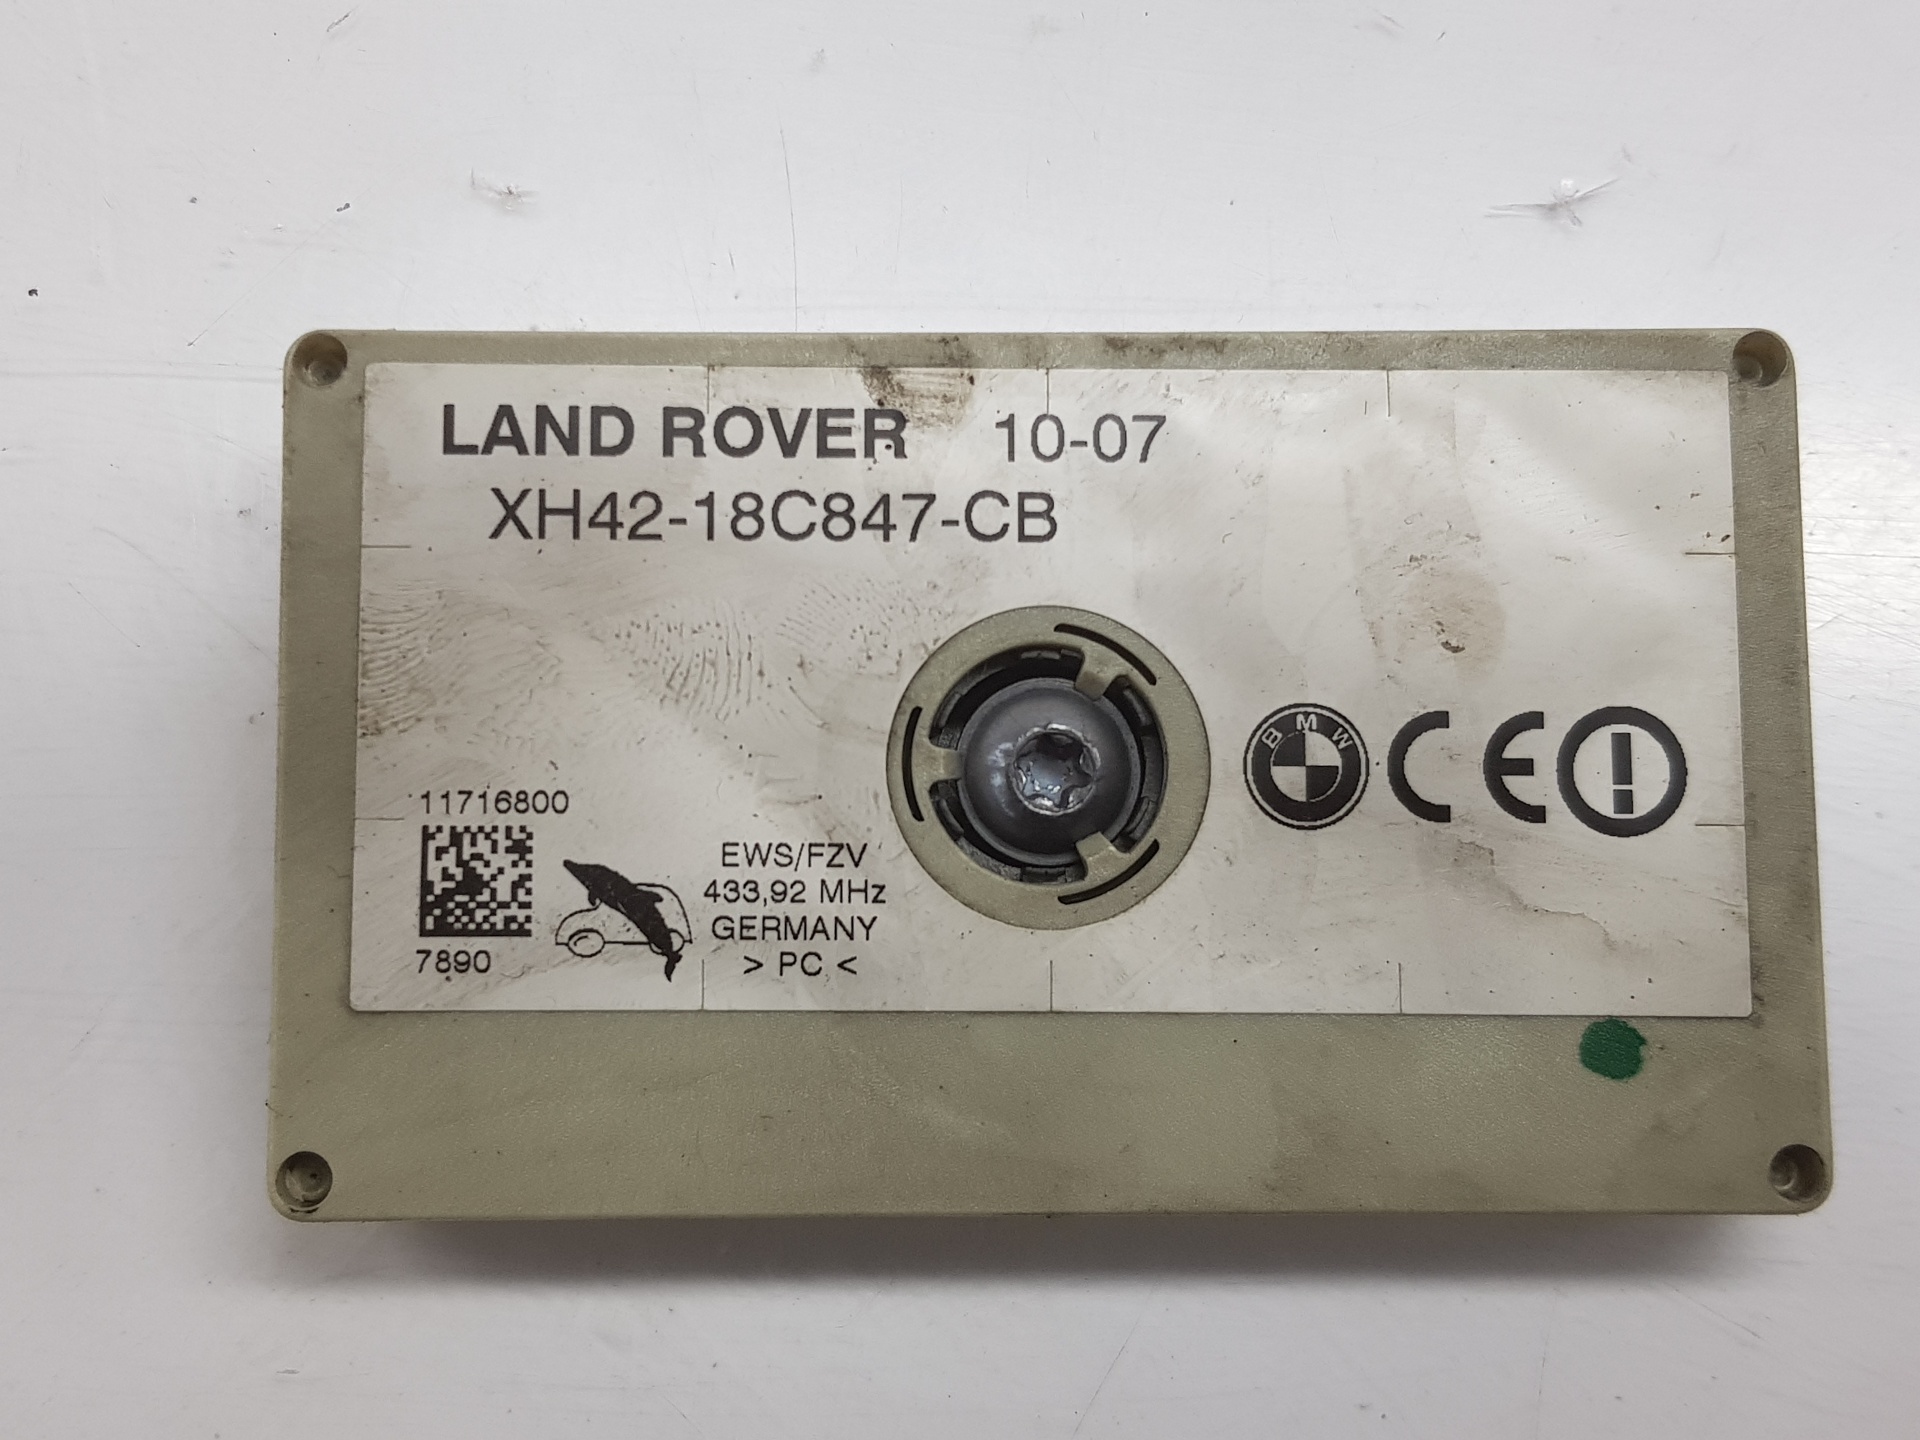 LAND ROVER 10-07
XH42-18C847-CB
BMW
CE
11716800
EWS/FZV
433,92 MHz
GERMANY
7890
> PC <